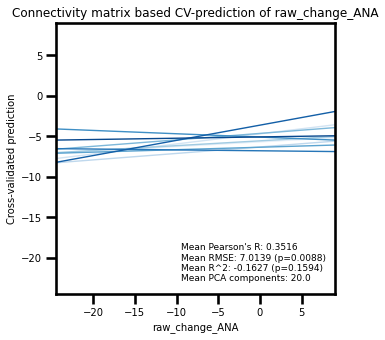 Connectivity matrix based CV-prediction of raw_change_ANA
5
0
−5
−10
−15
−20
Cross-validated prediction
Mean Pearson's R: 0.3516
Mean RMSE: 7.0139 (p=0.0088)
Mean R^2: -0.1627 (p=0.1594)
Mean PCA components: 20.0
−20
−15
−10
−5
0
5
raw_change_ANA